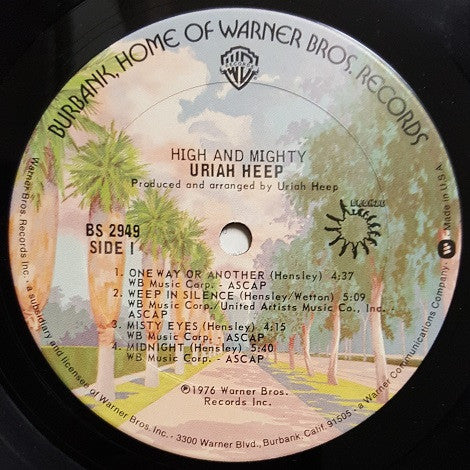 BURBANK, HOME OF WARNER BROS. RECORDS
RECORDS
HIGH AND MIGHTY
URIAH HEEP
Produced and arranged by Uriah Heep
BS 2949
SIDE 1
BRONZE
1. ONE WAY OR ANOTHER (Hensley) 4:37
WB Music Corp. - ASCAP
2. WEEP IN SILENCE (Hensley/Wetton) 5:09
WB Music Corp./United Artists Music Co., Inc.
ASCAP
3. MISTY EYES (Hensley) 4:15
WB Music Corp. - ASCAP
4. MIDNIGHT (Hensley) 5:40
WB Music Corp. - ASCAP
℗1976 Warner Bros.
Records Inc.
Mfg. by Warner Bros. Records Inc., - a subsidiary and licensee of Warner Bros. Inc., - 3300 Warner Blvd., Burbank, Calif. 91505 - a Warner Communications Company. Made in U.S.A.